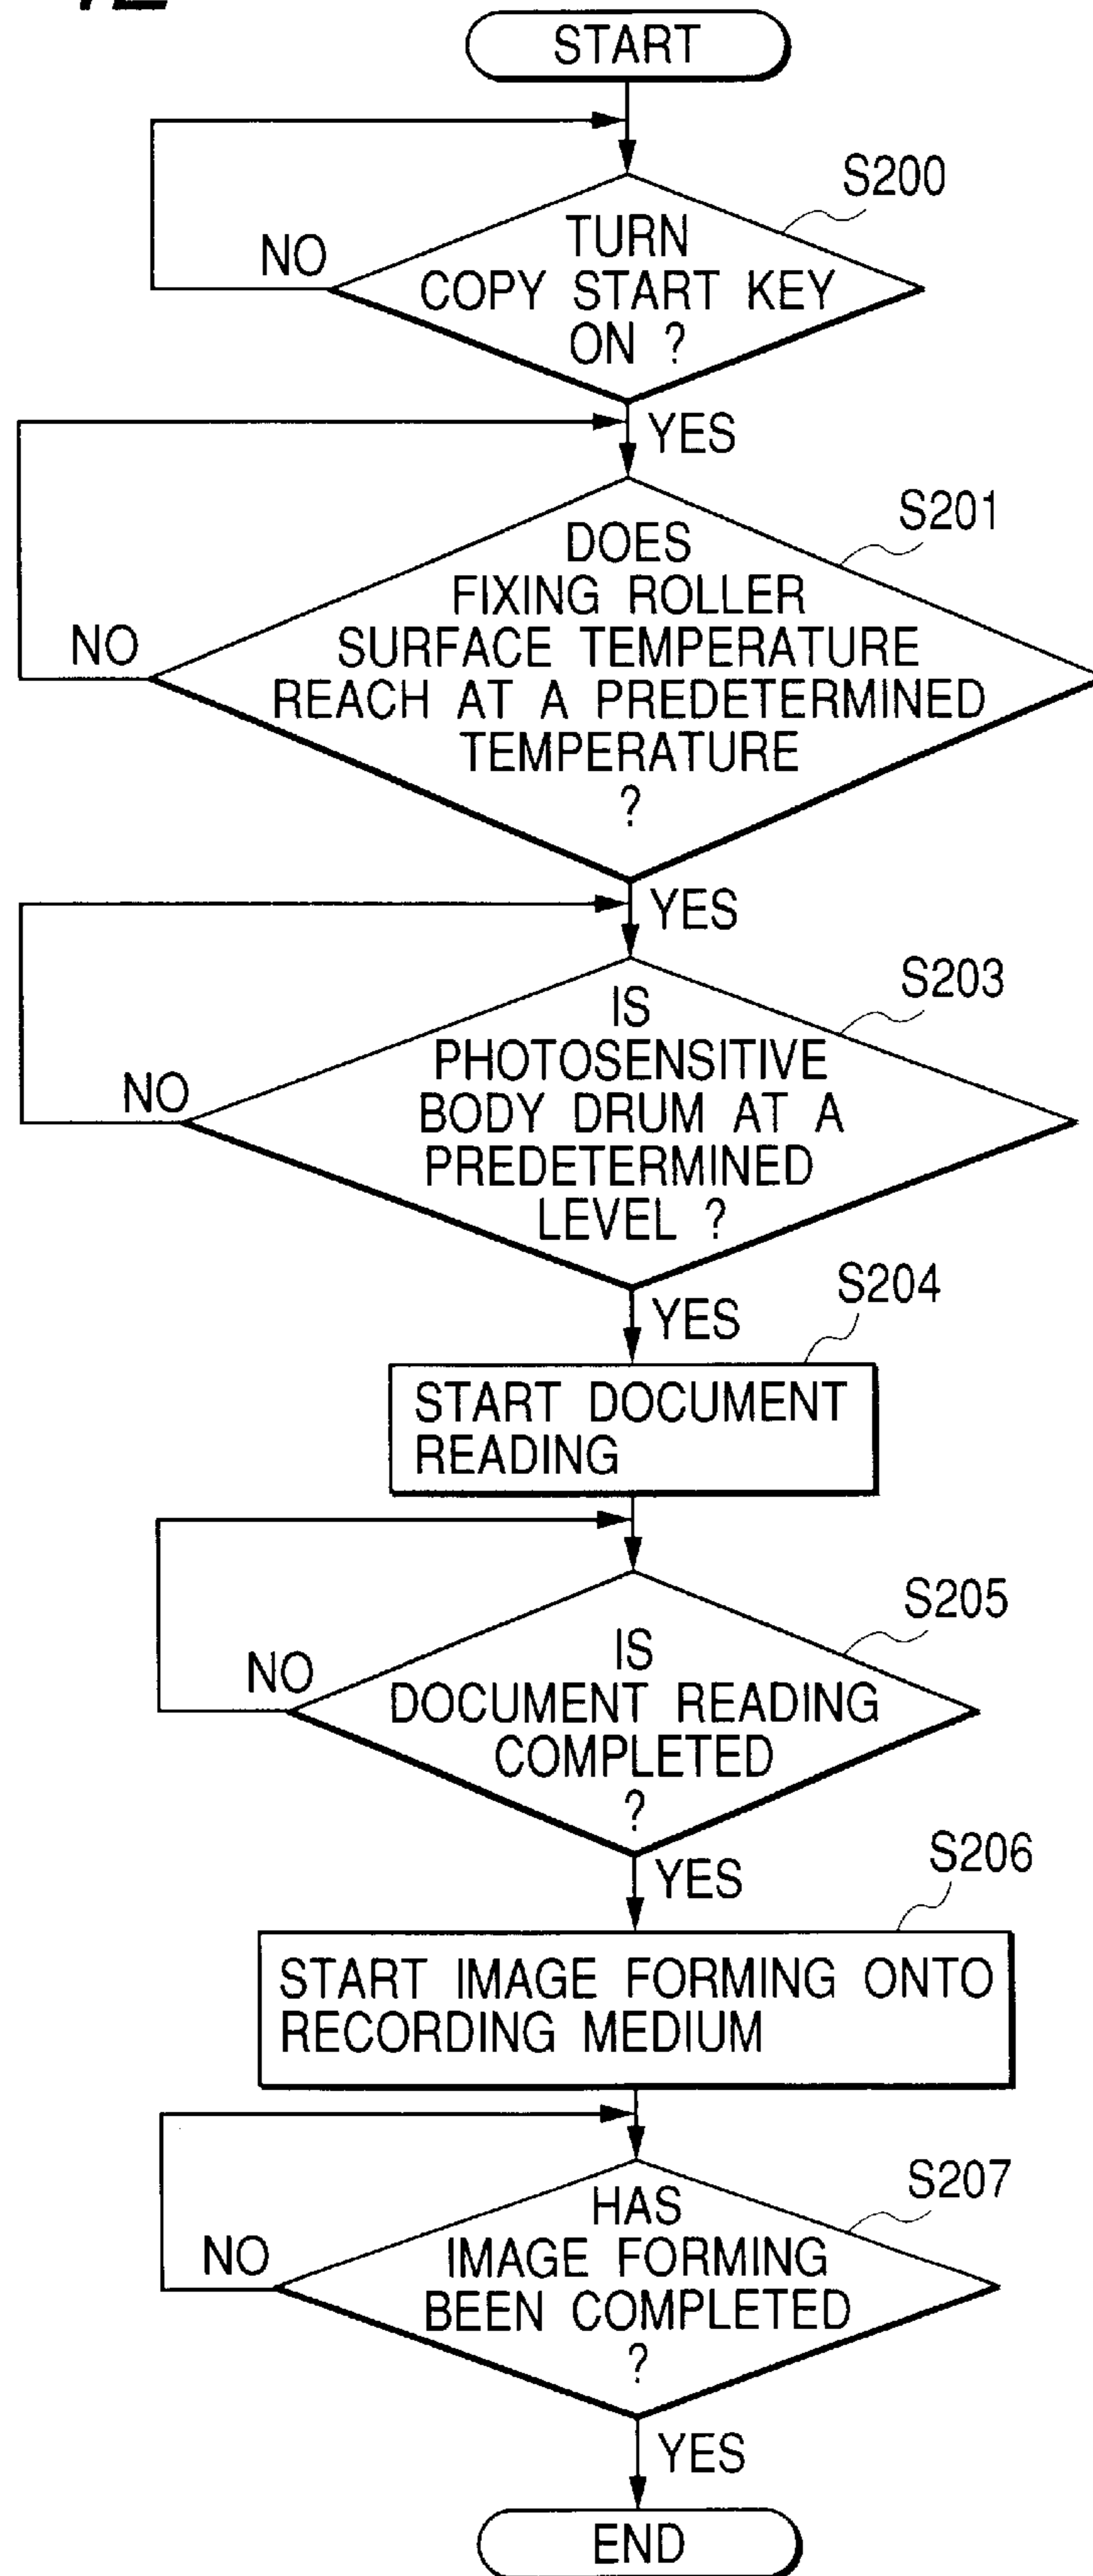 START
S200
TURN
COPY START KEY
ON ?
NO
YES
S201
DOES
FIXING ROLLER
SURFACE TEMPERATURE
REACH AT A PREDETERMINED
TEMPERATURE
?
NO
YES
S203
IS
PHOTOSENSITIVE
BODY DRUM AT A
PREDETERMINED
LEVEL ?
NO
YES
S204
START DOCUMENT
READING
S205
IS
DOCUMENT READING
COMPLETED
?
NO
YES
S206
START IMAGE FORMING ONTO
RECORDING MEDIUM
S207
HAS
IMAGE FORMING
BEEN COMPLETED
?
NO
YES
END